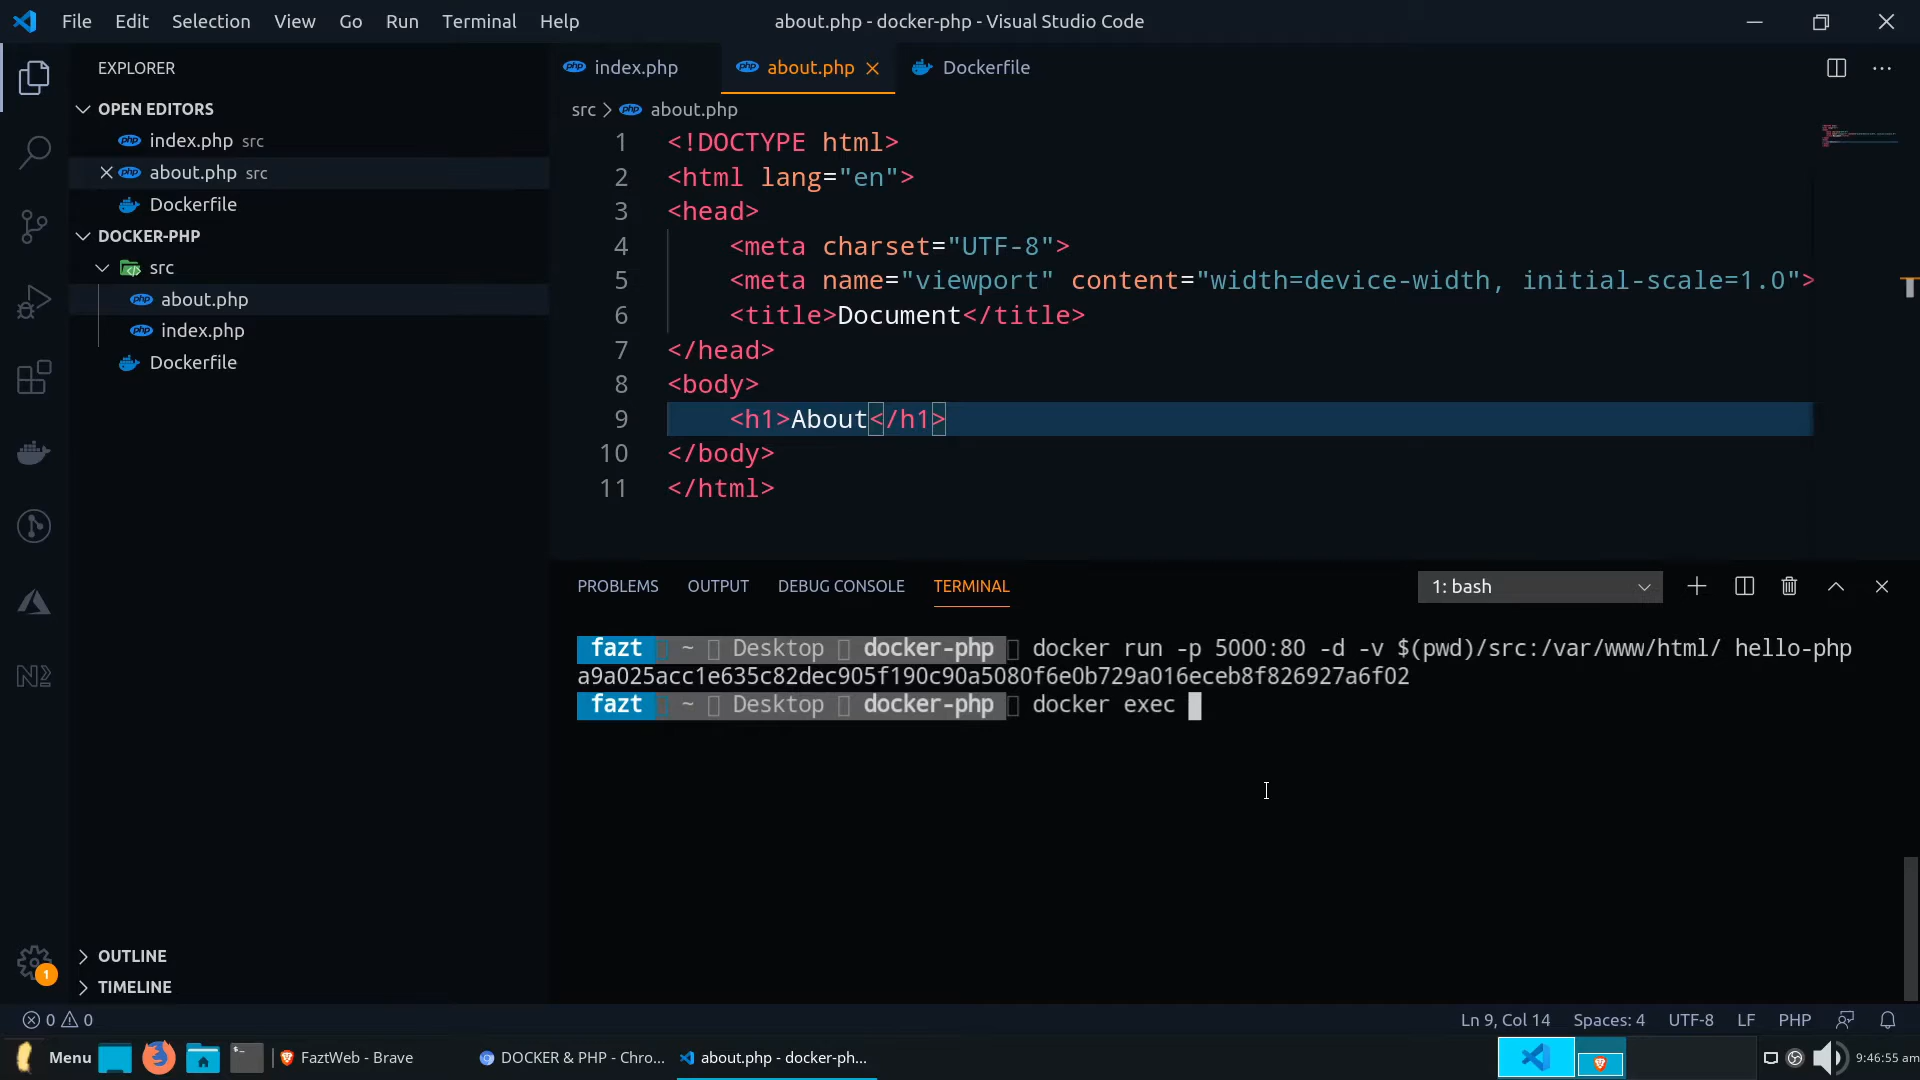 File Edit Selection View Go Run Terminal Help
about.php - docker-php - Visual Studio Code
EXPLORER
OPEN EDITORS
index.php src
about.php src
Dockerfile
DOCKER-PHP
src
about.php
index.php
Dockerfile
OUTLINE
TIMELINE
index.php about.php Dockerfile
src > about.php
1 <!DOCTYPE html>
2 <html lang="en">
3 <head>
4 <meta charset="UTF-8">
5 <meta name="viewport" content="width=device-width, initial-scale=1.0">
6 <title>Document</title>
7 </head>
8 <body>
9 <h1>About</h1>
10 </body>
11 </html>
PROBLEMS OUTPUT DEBUG CONSOLE TERMINAL
1: bash
fazt ~ Desktop docker-php docker run -p 5000:80 -d -v $(pwd)/src:/var/www/html/ hello-php
a9a025acc1e635c82dec905f190c90a5080f6e0b729a016eceb8f826927a6f02
fazt ~ Desktop docker-php docker exec
1
0 0
Ln 9, Col 14 Spaces: 4 UTF-8 LF PHP
Menu FaztWeb - Brave DOCKER & PHP - Chro... about.php - docker-ph... 9:46:55 am